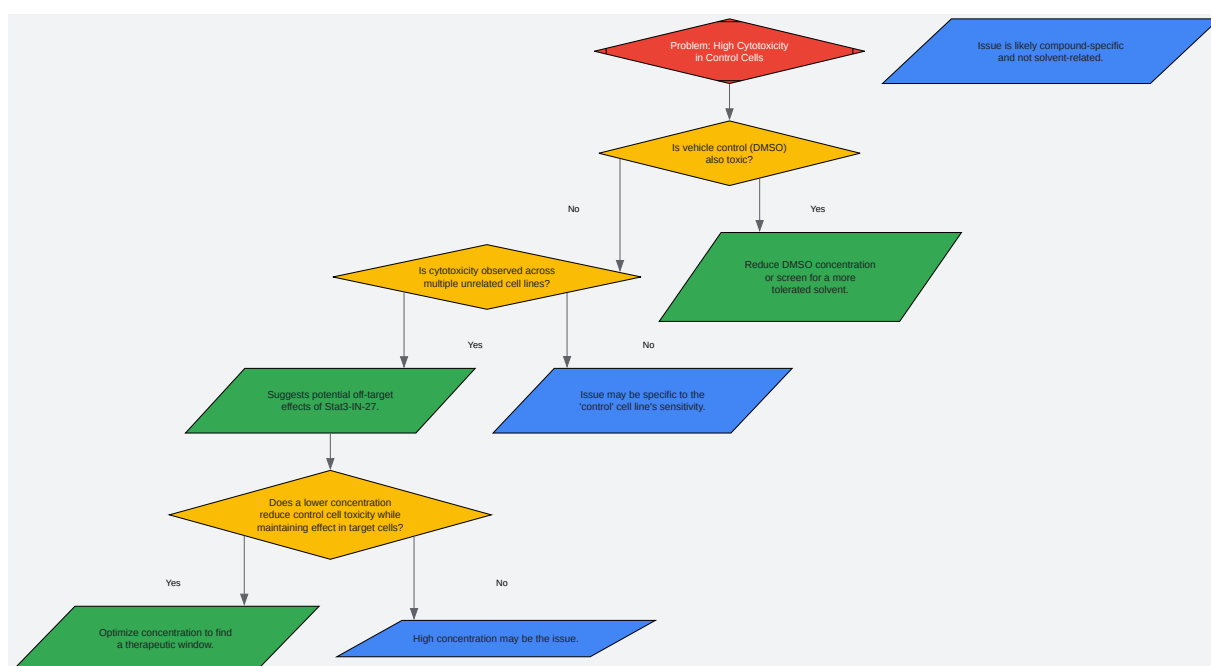 Problem: High Cytotoxicity
in Control Cells
Issue is likely compound-specific
and not solvent-related.
Is vehicle control (DMSO)
also toxic?
No
Yes
Is cytotoxicity observed across
multiple unrelated cell lines?
Reduce DMSO concentration
or screen for a more
tolerated solvent.
Yes
No
Suggests potential off-target
effects of Stat3-IN-27.
Issue may be specific to the
'control' cell line's sensitivity.
Does a lower concentration
reduce control cell toxicity while
maintaining effect in target cells?
Yes
No
Optimize concentration to find
a therapeutic window.
High concentration may be the issue.